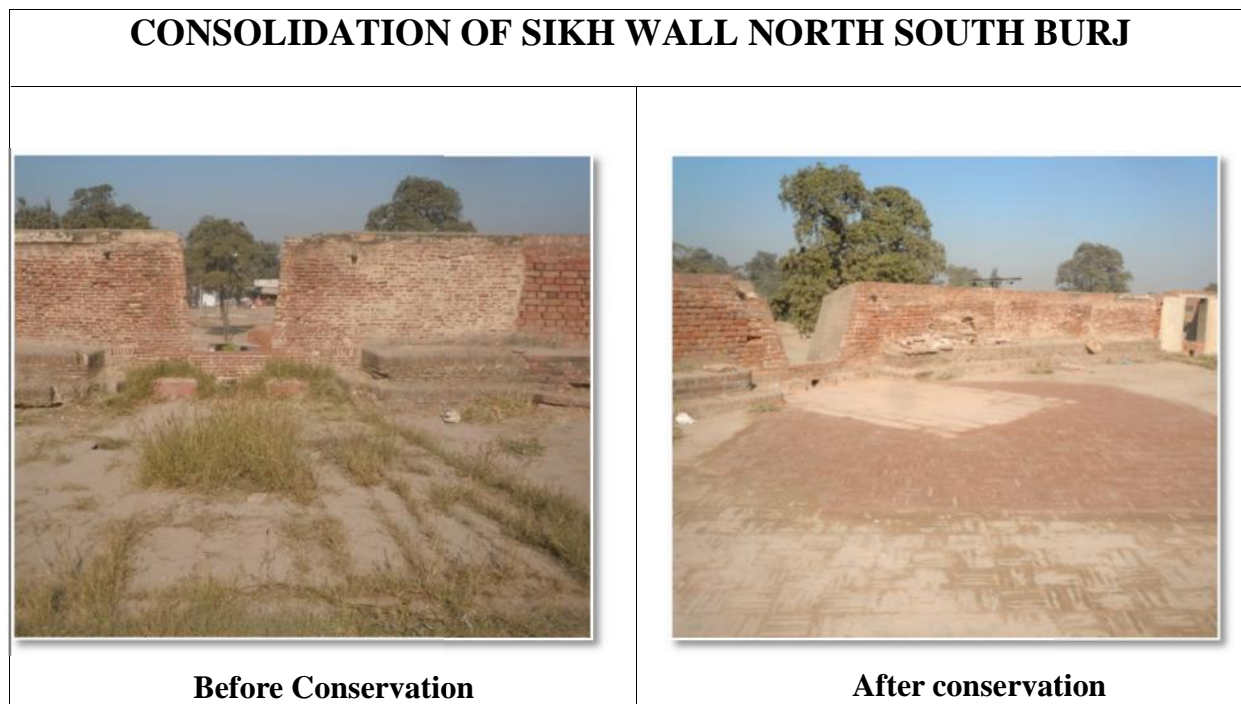 CONSOLIDATION OF SIKH WALL NORTH SOUTH BURJ
Before Conservation
After conservation